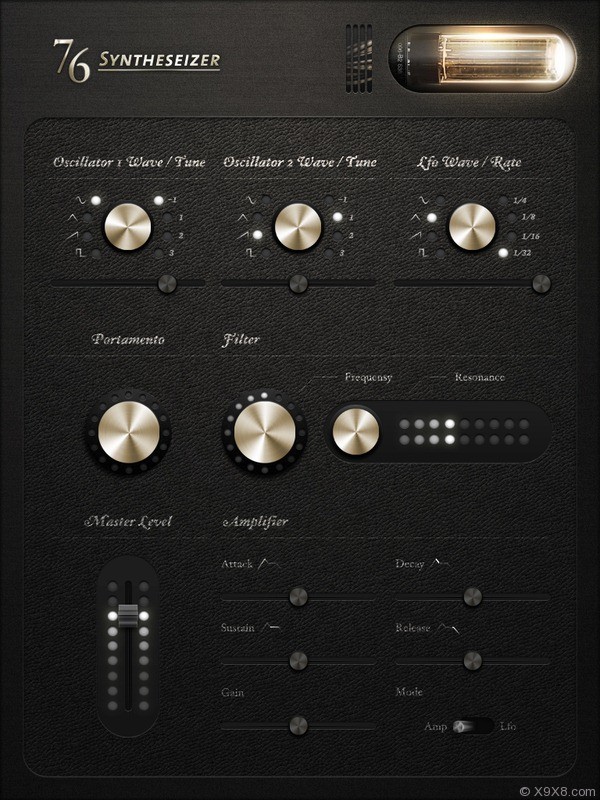 76 Syntheseizer
Oscillator 1 Wave / Tune
Oscillator 2 Wave / Tune
Lfo Wave / Rate
-1
1
2
3
-1
1
2
3
1/4
1/8
1/16
1/32
Portamento
Filter
Frequensy
Resonance
Master Level
Amplifier
Attack
Decay
Sustain
Release
Gain
Mode
Amp
Lfo
© X9X8.com